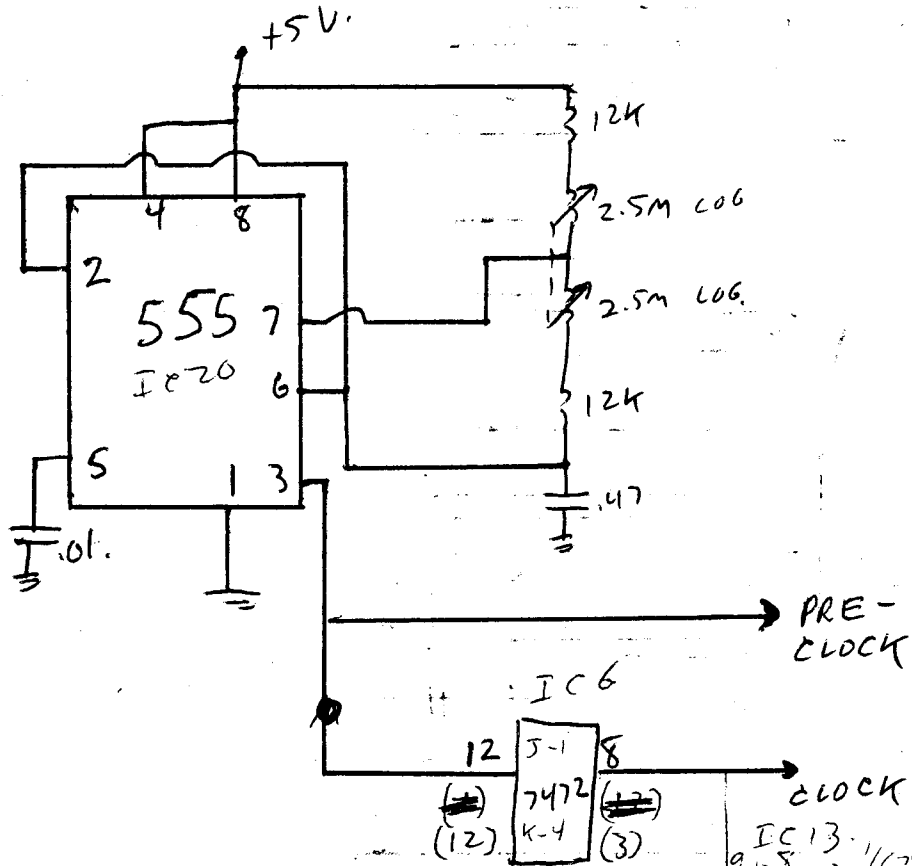 +5V.
12K
2.5M LOG
4 8
2
2.5M LOG.
555 7
IC20
6
12K
5 1 3
.47
.01.
PRE-
CLOCK
IC6
12 J-1 8
7472
CLOCK
(12) K-4 (3)
IC13.